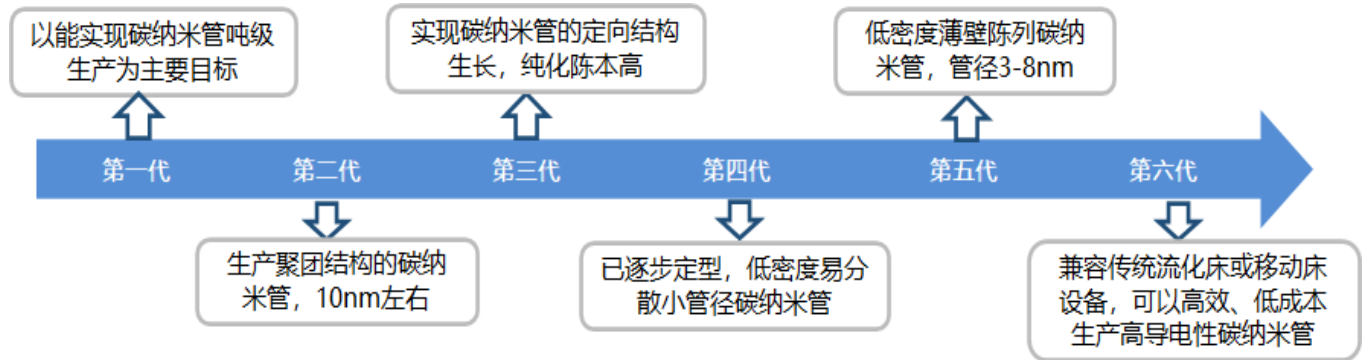 以能实现碳纳米管吨级
生产为主要目标
实现碳纳米管的定向结构
生长，纯化陈本高
低密度薄壁陈列碳纳
米管，管径3-8nm
第一代
第二代
第三代
第四代
第五代
第六代
生产聚团结构的碳纳
米管，10nm左右
已逐步定型，低密度易分
散小管径碳纳米管
兼容传统流化床或移动床
设备，可以高效、低成本
生产高导电性碳纳米管